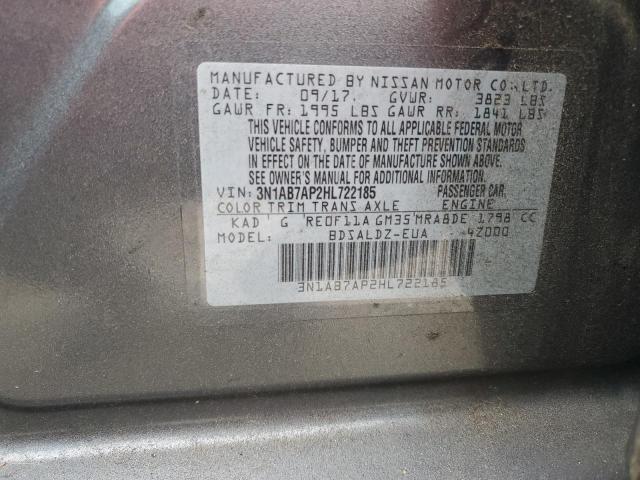 MANUFACTURED BY NISSAN MOTOR CO., LTD.
DATE: 09/17. GVWR: 3823 LBS
GAWR FR: 1995 LBS GAWR RR: 1841 LBS
THIS VEHICLE CONFORMS TO ALL APPLICABLE FEDERAL MOTOR
VEHICLE SAFETY, BUMPER AND THEFT PREVENTION STANDARDS
IN EFFECT ON THE DATE OF MANUFACTURE SHOWN ABOVE.
SEE OWNER'S MANUAL FOR ADDITIONAL INFORMATION.
VIN: 3N1AB7AP2HL722185 PASSENGER CAR.
COLOR TRIM TRANS AXLE ENGINE
KAD G RE0F11A GM35 MRA8DE 1798 CC
MODEL: BDSALDZ-EUA 4Z000
3N1AB7AP2HL722185